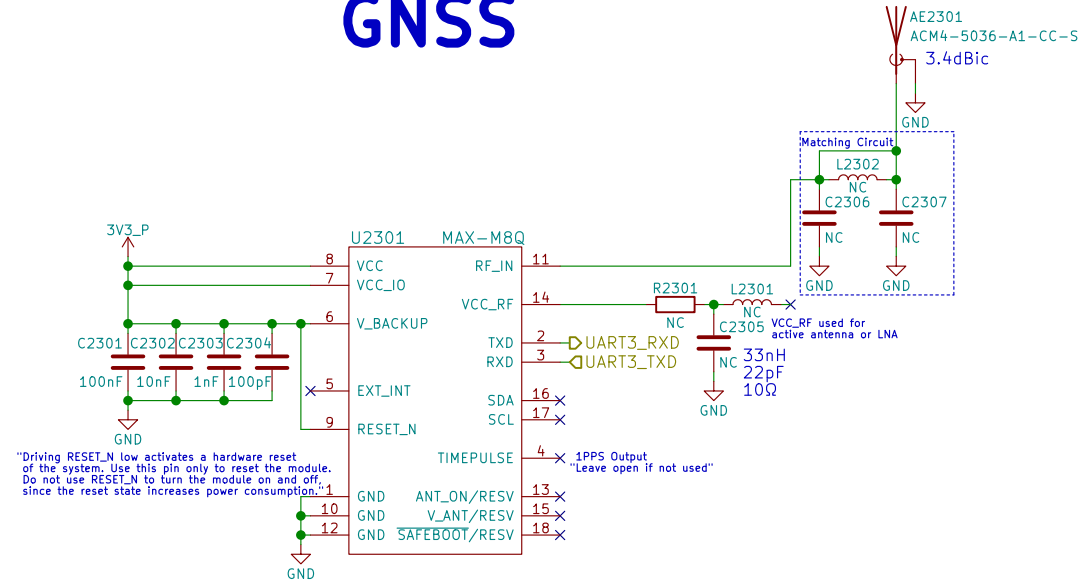 GNSS
AE2301
ACM4-5036-A1-CC-S
3.4dBic
GND
Matching Circuit
L2302
NC
C2306
C2307
NC
NC
GND
GND
3V3_P
U2301
MAX-M8Q
8
VCC
RF_IN
11
7
VCC_IO
VCC_RF
14
R2301
NC
L2301
NC
VCC_RF used for
active antenna or LNA
C2305
NC
33nH
22pF
10Ω
GND
6
V_BACKUP
TXD
2
UART3_RXD
RXD
3
UART3_TXD
C2301
C2302
C2303
C2304
100nF
10nF
1nF
100pF
GND
5
EXT_INT
SDA
16
SCL
17
9
RESET_N
TIMEPULSE
4
1PPS Output
"Leave open if not used"
"Driving RESET_N low activates a hardware reset
of the system. Use this pin only to reset the module.
Do not use RESET_N to turn the module on and off,
since the reset state increases power consumption."
1
GND
ANT_ON/RESV
13
10
GND
V_ANT/RESV
15
12
GND
SAFEBOOT/RESV
18
GND